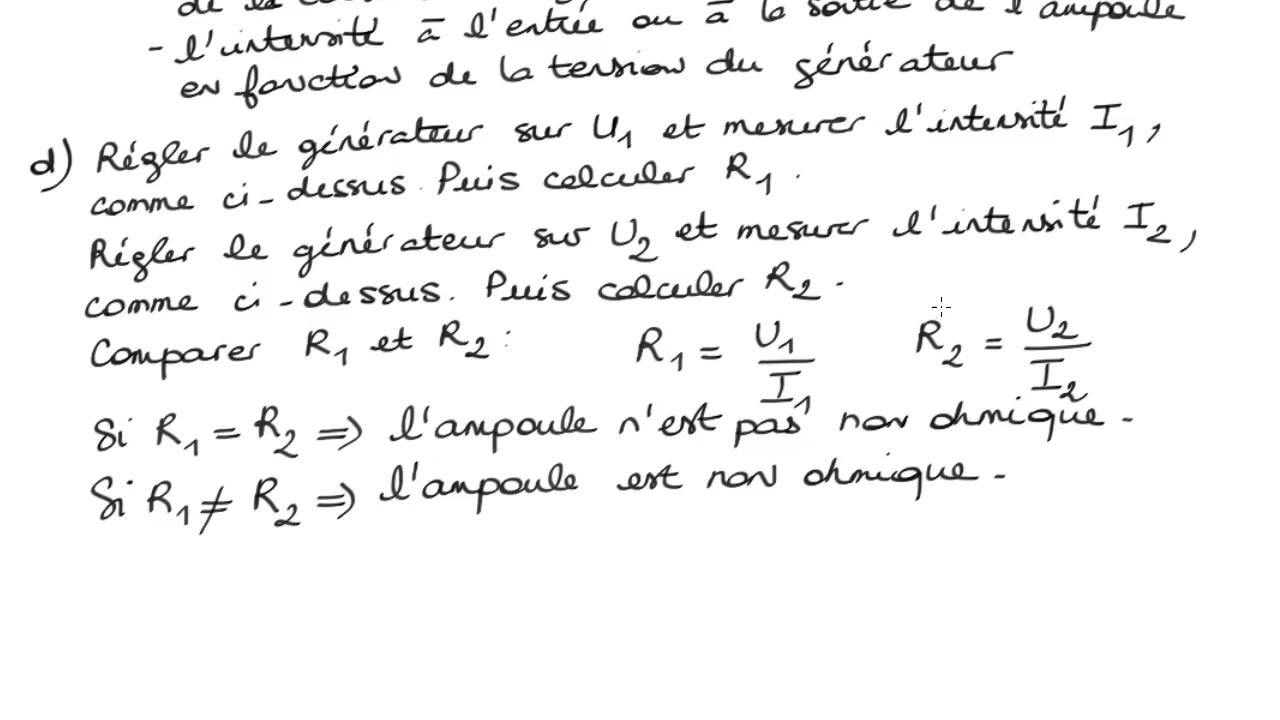 de la
- l'intensité à l'entrée ou à la sortie de l'ampoule
en fonction de la tension du générateur
d) Régler le générateur sur U1 et mesurer l'intensité I1,
comme ci-dessus. Puis calculer R1.
Régler le générateur sur U2 et mesurer l'intensité I2,
comme ci-dessus. Puis calculer R2.
Comparer R1 et R2 : R1 = U1/I1 R2 = U2/I2
Si R1 = R2 ⇒ l'ampoule n'est pas non ohmique.
Si R1 ≠ R2 ⇒ l'ampoule est non ohmique.